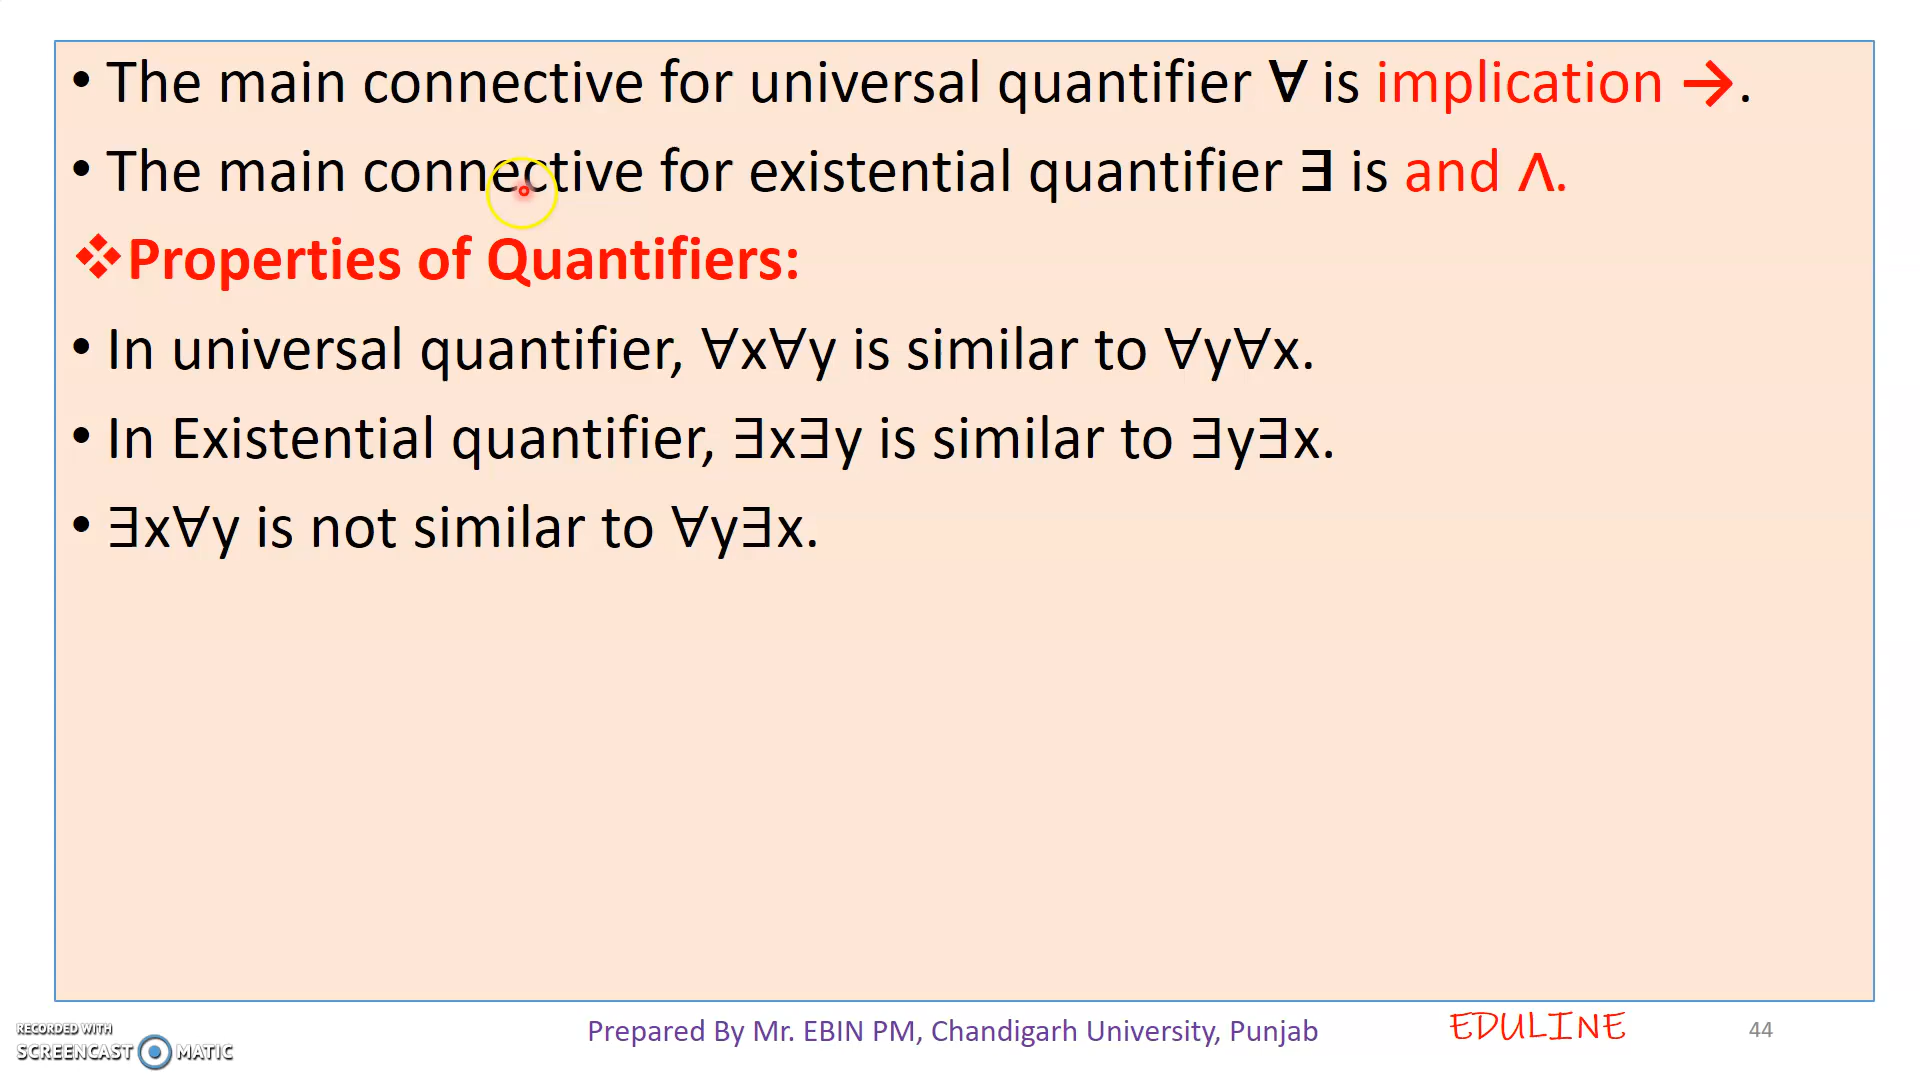 • The main connective for universal quantifier ∀ is implication →.
• The main connective for existential quantifier ∃ is and Λ.
❖Properties of Quantifiers:
• In universal quantifier, ∀x∀y is similar to ∀y∀x.
• In Existential quantifier, ∃x∃y is similar to ∃y∃x.
• ∃x∀y is not similar to ∀y∃x.
Prepared By Mr. EBIN PM, Chandigarh University, Punjab
EDULINE
44
RECORDED WITH
SCREENCAST MATIC